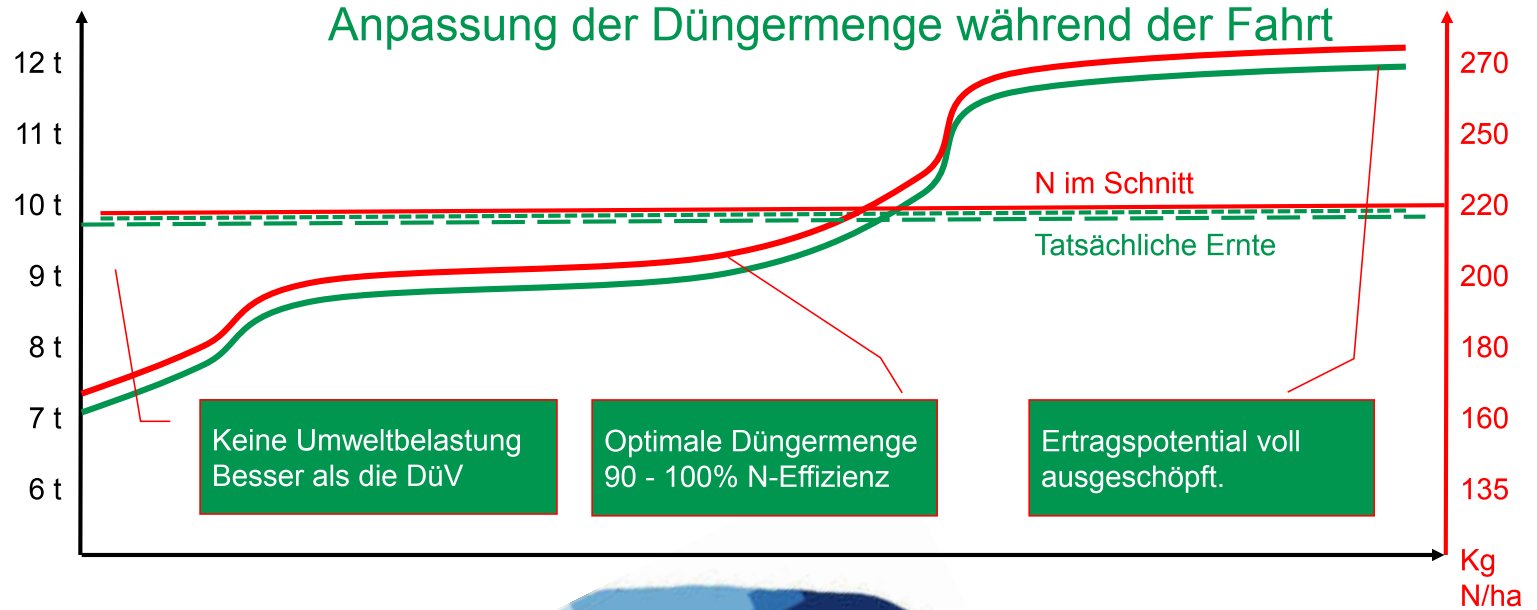 Anpassung der Düngermenge während der Fahrt
12 t
11 t
10 t
9 t
8 t
7 t
6 t
270
250
220
200
180
160
135
Kg
N/ha
N im Schnitt
Tatsächliche Ernte
Keine Umweltbelastung
Besser als die DüV
Optimale Düngermenge
90 - 100% N-Effizienz
Ertragspotential voll
ausgeschöpft.